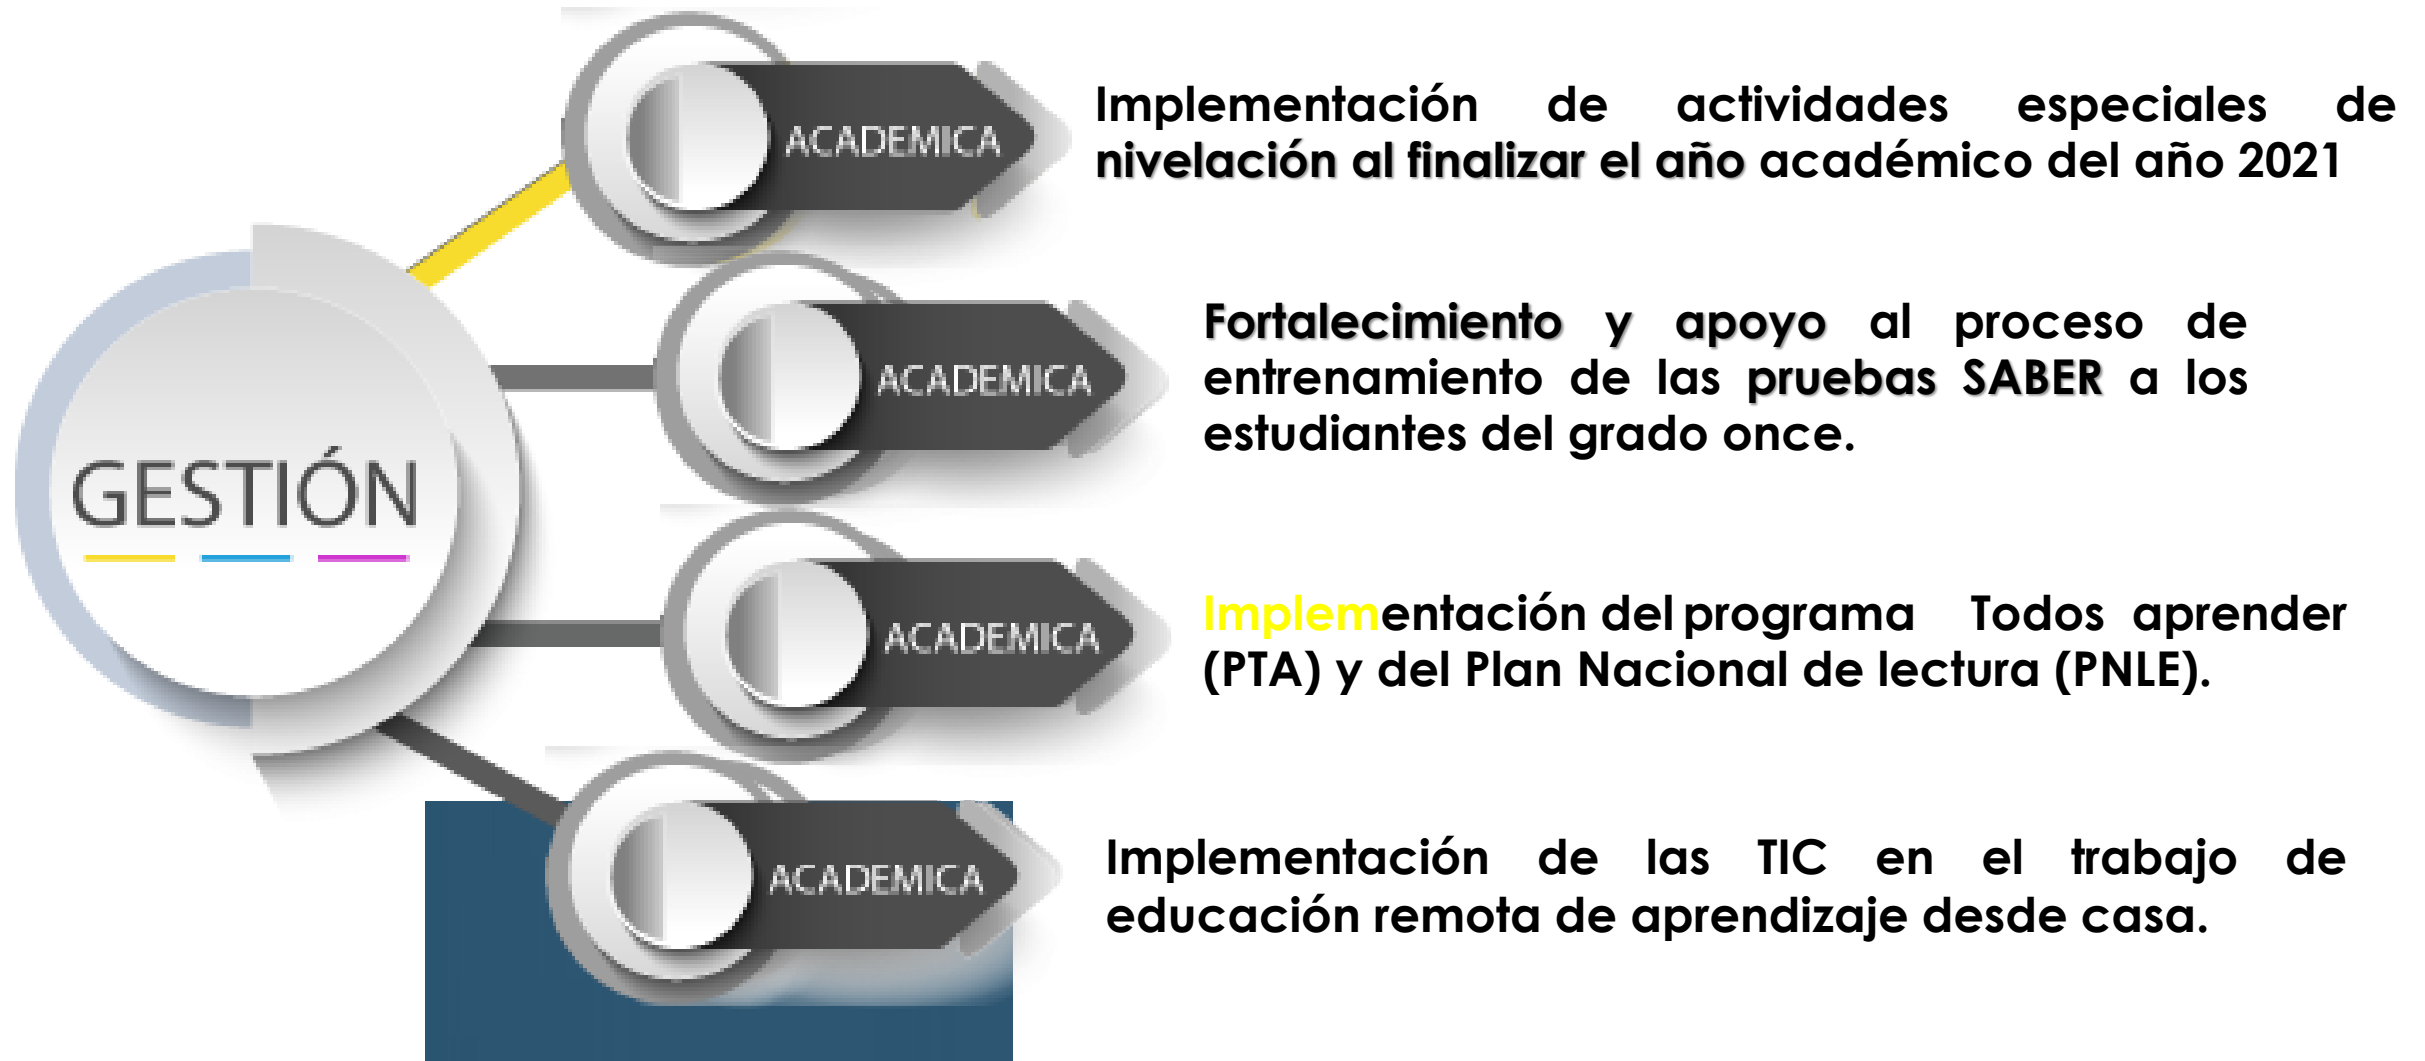 GESTIÓN
ACADEMICA
Implementación de actividades especiales de
nivelación al finalizar el año académico del año 2021
ACADEMICA
Fortalecimiento y apoyo al proceso de
entrenamiento de las pruebas SABER a los
estudiantes del grado once.
ACADEMICA
Implementación del programa Todos aprender
(PTA) y del Plan Nacional de lectura (PNLE).
ACADEMICA
Implementación de las TIC en el trabajo de
educación remota de aprendizaje desde casa.